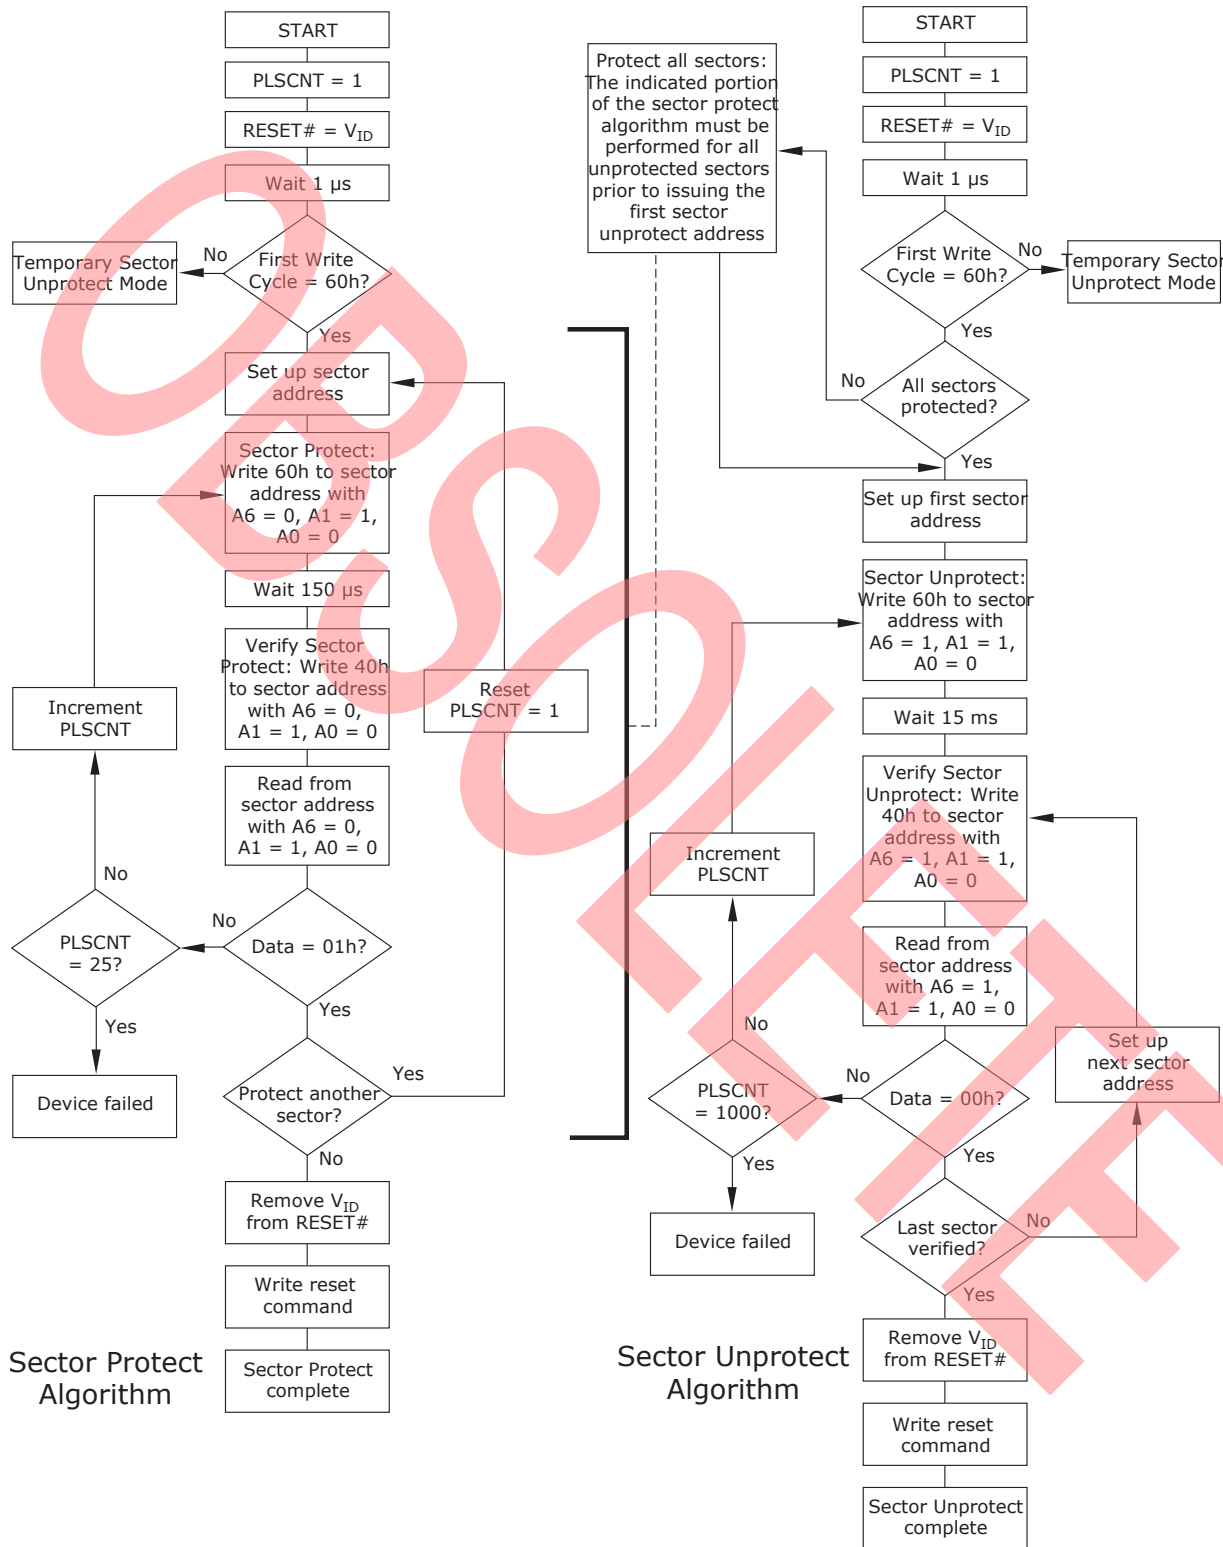 START
PLSCNT = 1
RESET# = VID
Wait 1 μs
First Write
Cycle = 60h?
No
Temporary Sector
Unprotect Mode
Yes
Set up sector
address
Sector Protect:
Write 60h to sector
address with
A6 = 0, A1 = 1,
A0 = 0
Wait 150 μs
Verify Sector
Protect: Write 40h
to sector address
with A6 = 0,
A1 = 1, A0 = 0
Read from
sector address
with A6 = 0,
A1 = 1, A0 = 0
Data = 01h?
No
PLSCNT
= 25?
No
Increment
PLSCNT
Yes
Device failed
Yes
Protect another
sector?
Yes
Reset
PLSCNT = 1
No
Remove VID
from RESET#
Write reset
command
Sector Protect
complete
Sector Protect
Algorithm
Protect all sectors:
The indicated portion
of the sector protect
algorithm must be
performed for all
unprotected sectors
prior to issuing the
first sector
unprotect address
START
PLSCNT = 1
RESET# = VID
Wait 1 μs
First Write
Cycle = 60h?
No
Temporary Sector
Unprotect Mode
Yes
All sectors
protected?
No
Yes
Set up first sector
address
Sector Unprotect:
Write 60h to sector
address with
A6 = 1, A1 = 1,
A0 = 0
Wait 15 ms
Verify Sector
Unprotect: Write
40h to sector
address with
A6 = 1, A1 = 1,
A0 = 0
Read from
sector address
with A6 = 1,
A1 = 1, A0 = 0
Data = 00h?
No
PLSCNT
= 1000?
No
Increment
PLSCNT
Yes
Device failed
Yes
Last sector
verified?
No
Set up
next sector
address
Yes
Remove VID
from RESET#
Write reset
command
Sector Unprotect
complete
Sector Unprotect
Algorithm
OBSOLETE